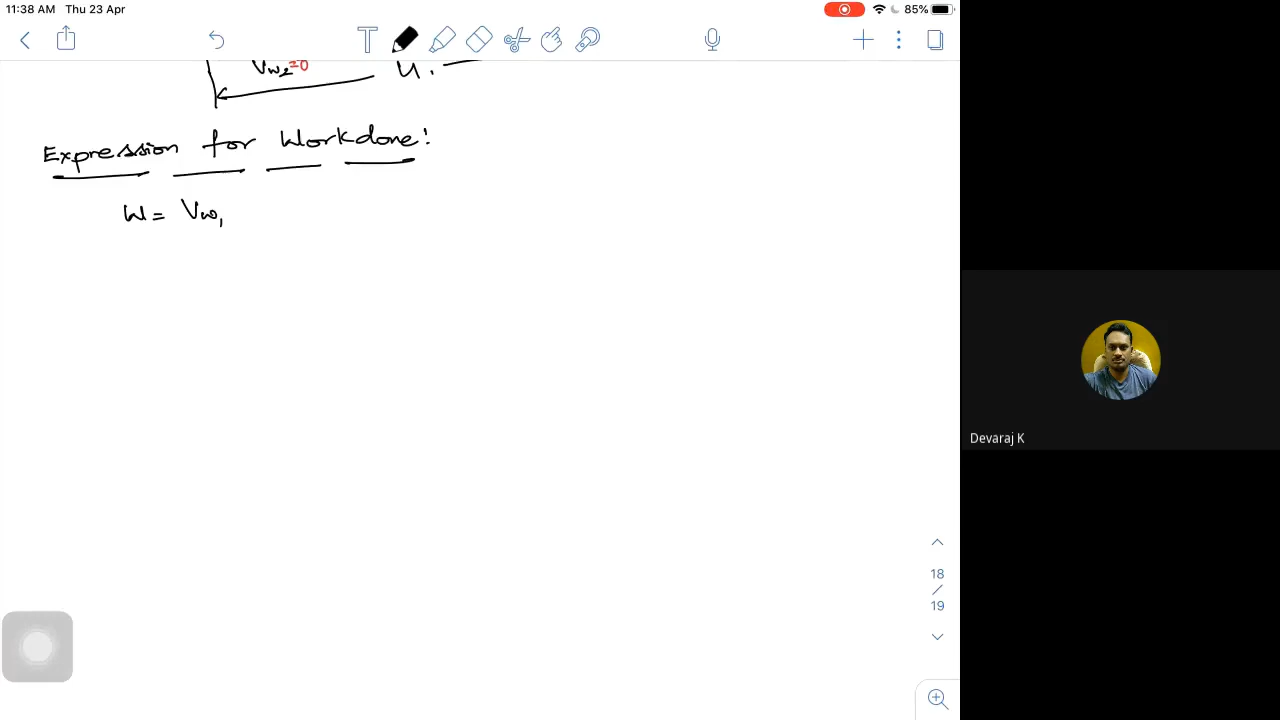 11:38 AM Thu 23 Apr
85%
T
Vw2=0
u.
Expression for Workdone:
W= Vw1
Devaraj K
18
/
19